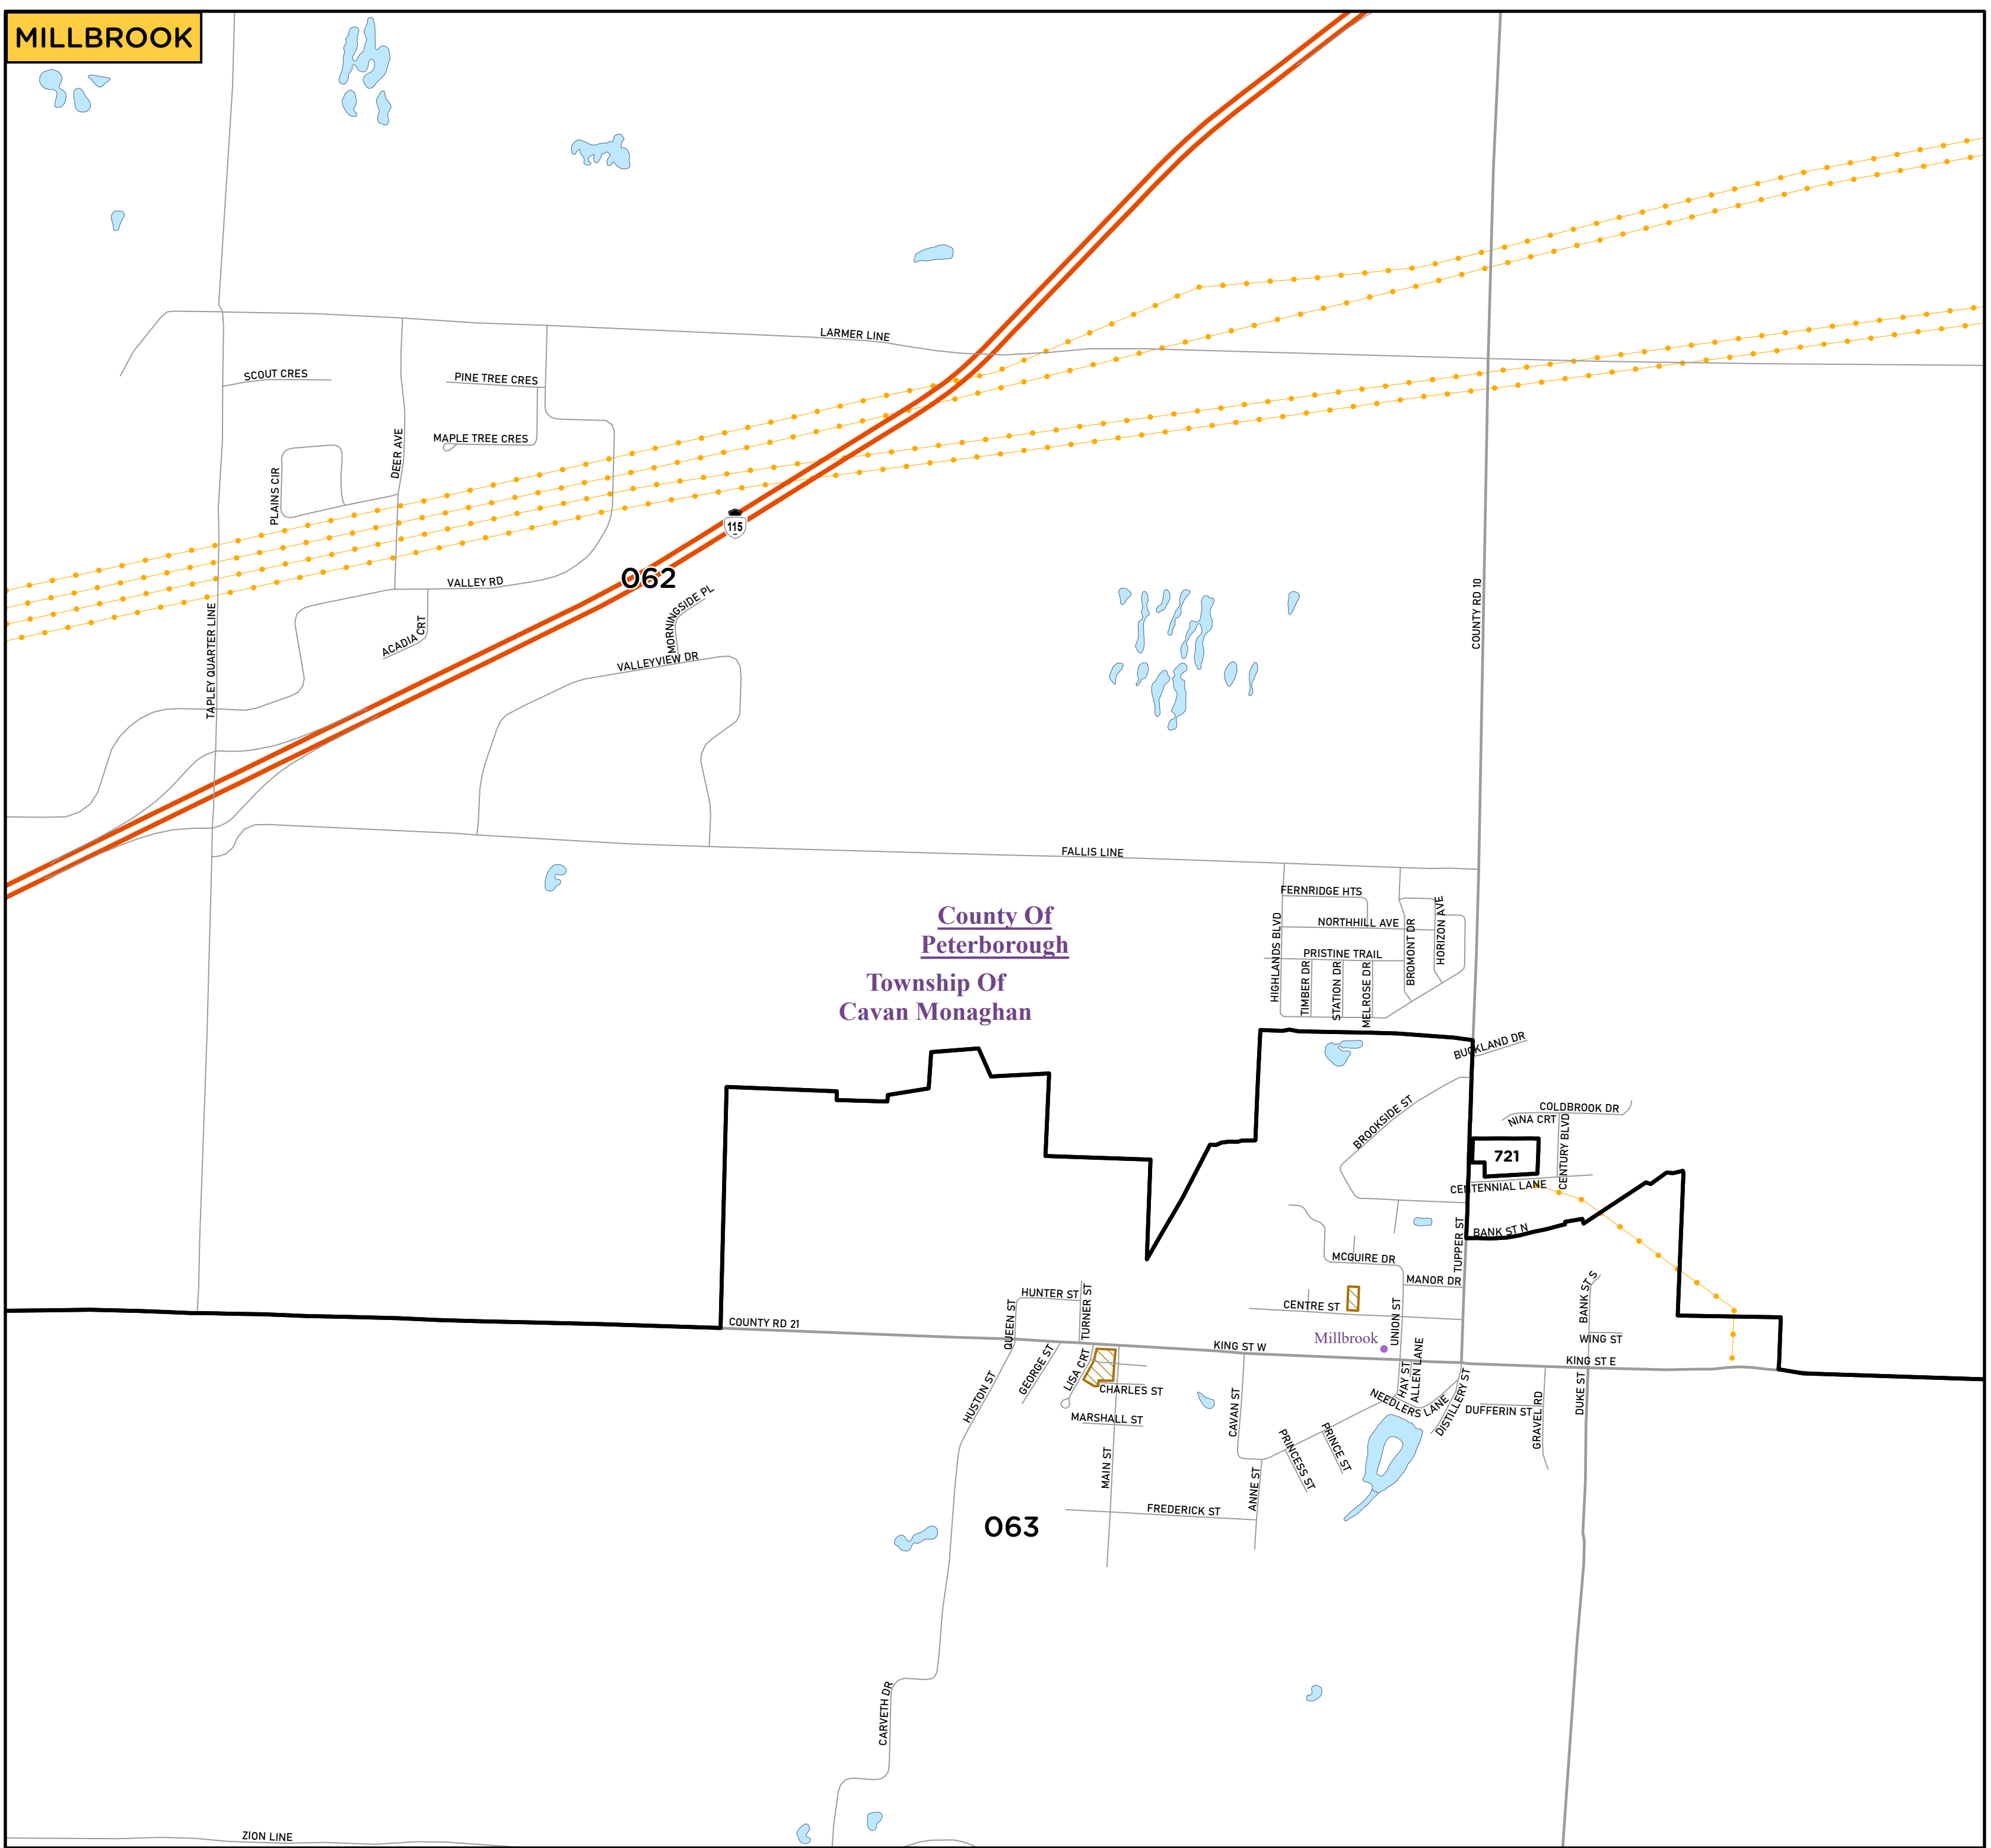 MILLBROOK
LARMER LINE
SCOUT CRES
PINE TREE CRES
MAPLE TREE CRES
DEER AVE
PLAINS CIR
115
062
VALLEY RD
MORNINGSIDE PL
ACADIA CRT
VALLEYVIEW DR
TAPLEY QUARTER LINE
COUNTY RD 10
FALLIS LINE
FERNRIDGE HTS
NORTHHILL AVE
PRISTINE TRAIL
HIGHLANDS BLVD
TIMBER DR
STATION DR
MELROSE DR
BROMONT DR
HORIZON AVE
County Of
Peterborough
Township Of
Cavan Monaghan
BUCKLAND DR
BROOKSIDE ST
COLDBROOK DR
NINA CRT
CENTURY BLVD
721
CENTENNIAL LANE
BANK ST N
TUPPER ST
MCGUIRE DR
MANOR DR
CENTRE ST
UNION ST
BANK ST S
WING ST
HUNTER ST
TURNER ST
QUEEN ST
COUNTY RD 21
KING ST W
Millbrook
KING ST E
HUSTON ST
GEORGE ST
LISA CRT
CHARLES ST
MARSHALL ST
MAIN ST
CAVAN ST
ANNE ST
PRINCESS ST
PRINCE ST
NEEDLERS LANE
HAY ST
ALLEN LANE
DISTILLERY ST
DUFFERIN ST
GRAVEL RD
DUKE ST
FREDERICK ST
063
CARVETH DR
ZION LINE